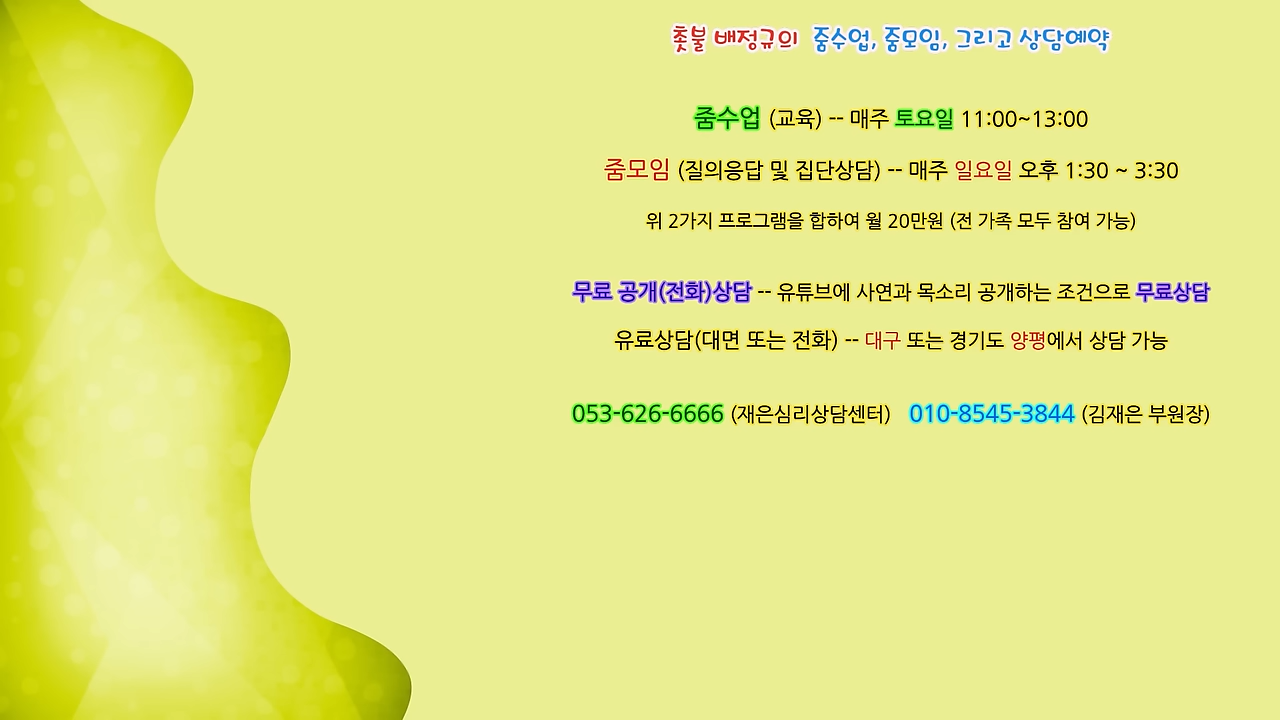 촛불 배정규의 줌수업, 줌모임, 그리고 상담예약
줌수업 (교육) -- 매주 토요일 11:00~13:00
줌모임 (질의응답 및 집단상담) -- 매주 일요일 오후 1:30 ~ 3:30
위 2가지 프로그램을 합하여 월 20만원 (전 가족 모두 참여 가능)
무료 공개(전화)상담 -- 유튜브에 사연과 목소리 공개하는 조건으로 무료상담
유료상담(대면 또는 전화) -- 대구 또는 경기도 양평에서 상담 가능
053-626-6666 (재은심리상담센터) 010-8545-3844 (김재은 부원장)